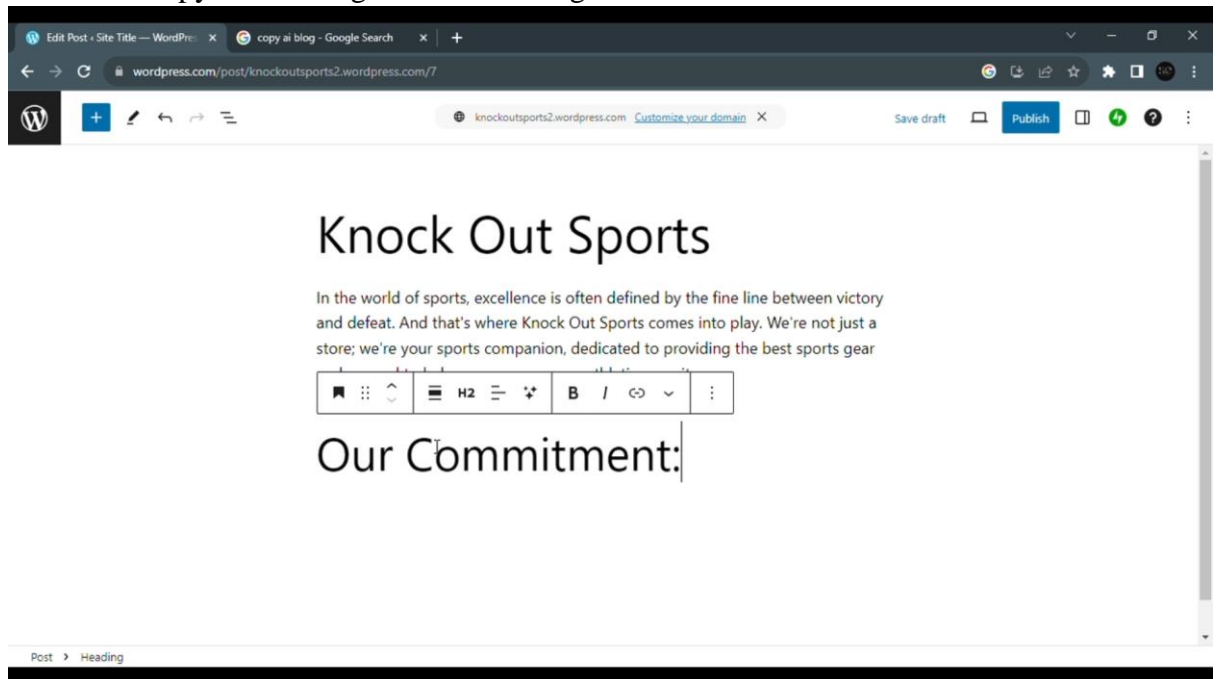 Edit Post ‹ Site Title — WordPre
copy ai blog - Google Search
wordpress.com/post/knockoutsports2.wordpress.com/7
knockoutsports2.wordpress.com Customize your domain
Save draft
Publish
Knock Out Sports
In the world of sports, excellence is often defined by the fine line between victory
and defeat. And that's where Knock Out Sports comes into play. We're not just a
store; we're your sports companion, dedicated to providing the best sports gear
H2 B I
Our Commitment:
Post > Heading